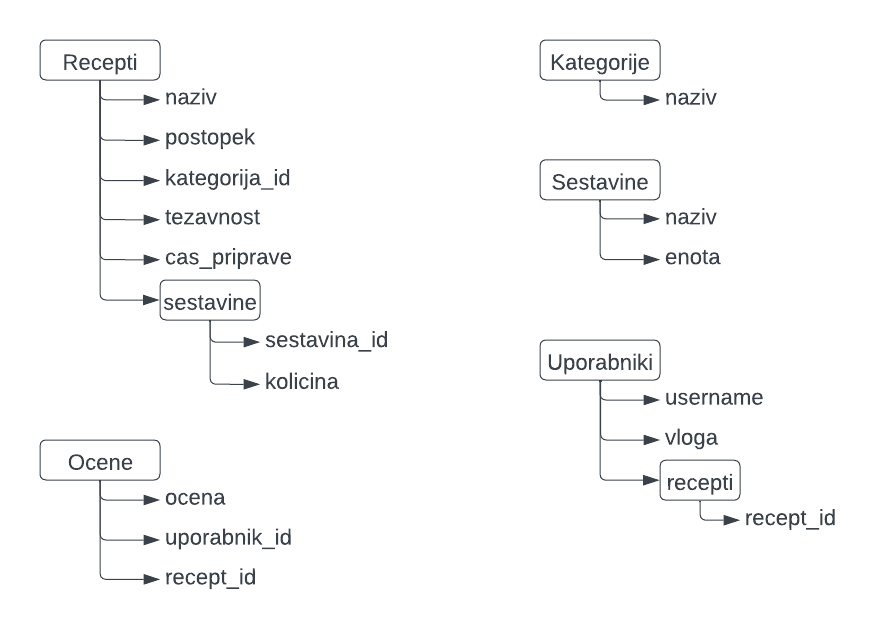 Recepti
naziv
postopek
kategorija_id
tezavnost
cas_priprave
sestavine
sestavina_id
kolicina
Ocene
ocena
uporabnik_id
recept_id
Kategorije
naziv
Sestavine
naziv
enota
Uporabniki
username
vloga
recepti
recept_id